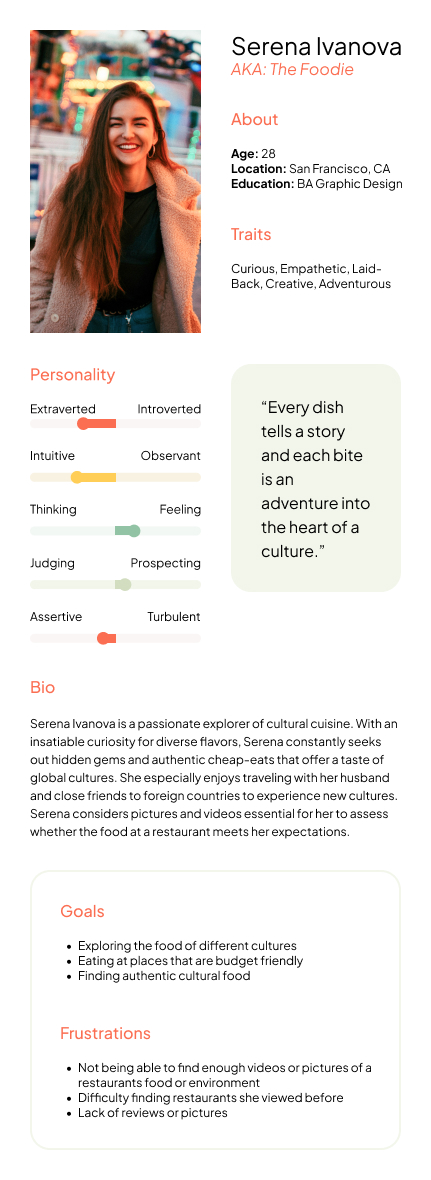 Serena Ivanova
AKA: The Foodie
About
Age: 28
Location: San Francisco, CA
Education: BA Graphic Design
Traits
Curious, Empathetic, Laid-
Back, Creative, Adventurous
Personality
Extraverted Introverted
Intuitive Observant
Thinking Feeling
Judging Prospecting
Assertive Turbulent
“Every dish
tells a story
and each bite
is an
adventure into
the heart of a
culture.”
Bio
Serena Ivanova is a passionate explorer of cultural cuisine. With an
insatiable curiosity for diverse flavors, Serena constantly seeks
out hidden gems and authentic cheap-eats that offer a taste of
global cultures. She especially enjoys traveling with her husband
and close friends to foreign countries to experience new cultures.
Serena considers pictures and videos essential for her to assess
whether the food at a restaurant meets her expectations.
Goals
• Exploring the food of different cultures
• Eating at places that are budget friendly
• Finding authentic cultural food
Frustrations
• Not being able to find enough videos or pictures of a
restaurants food or environment
• Difficulty finding restaurants she viewed before
• Lack of reviews or pictures